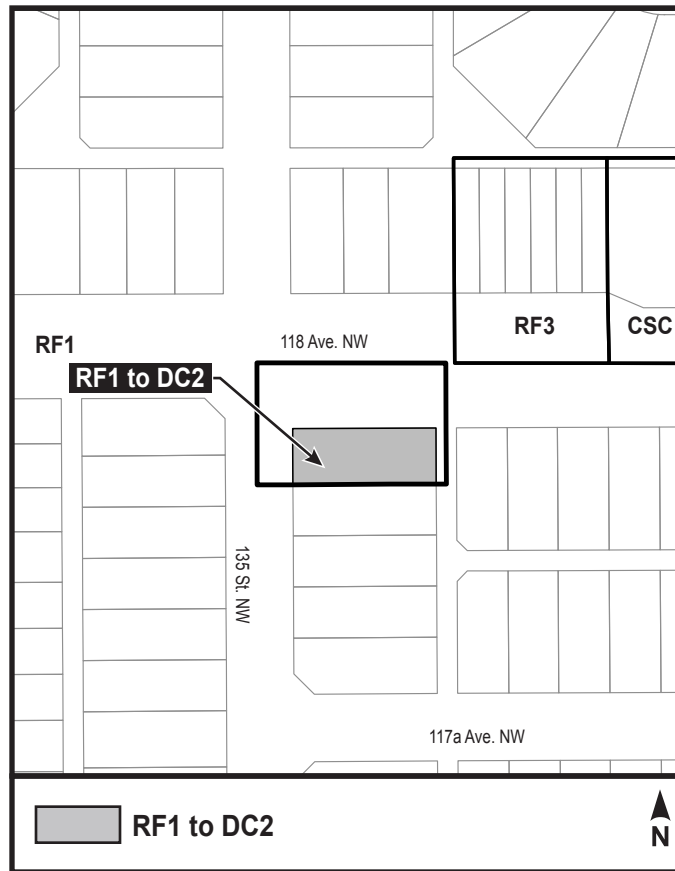 RF3
CSC
RF1
118 Ave. NW
RF1 to DC2
135 St. NW
117a Ave. NW
RF1 to DC2
N